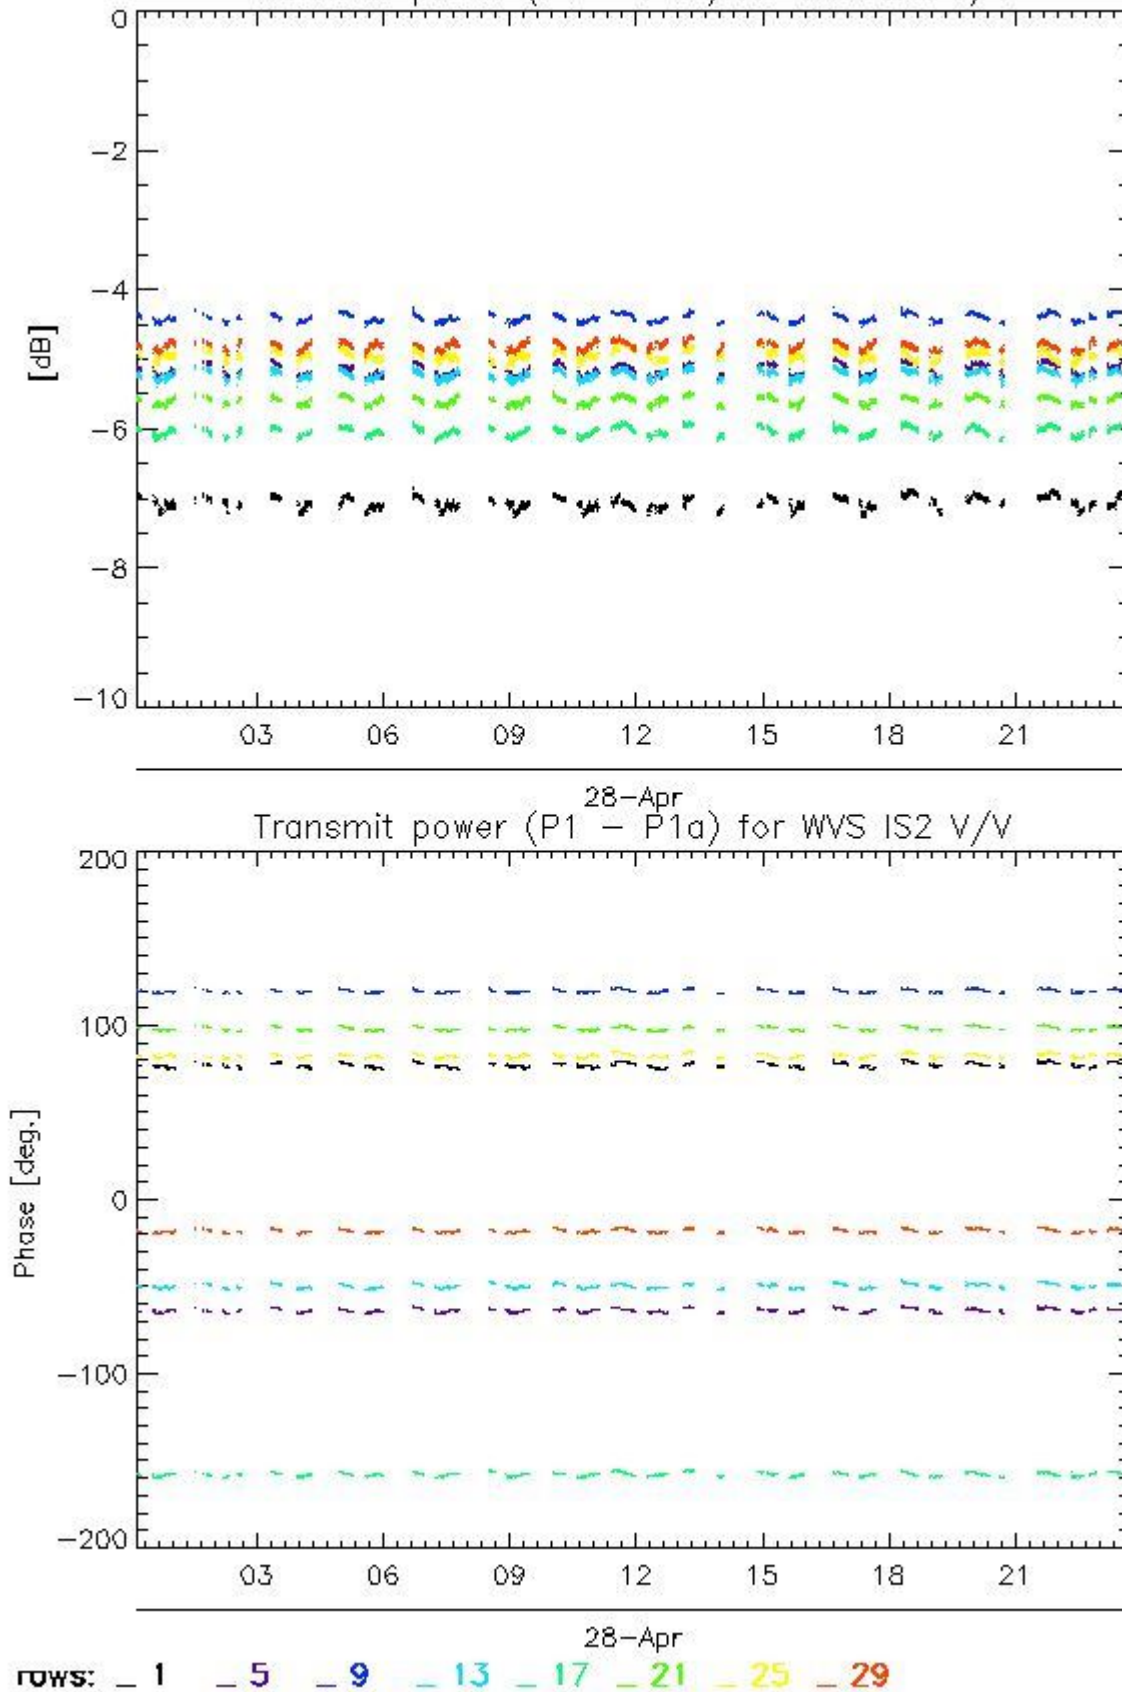 0
-2
-4
[dB]
-6
-8
-10
03 06 09 12 15 18 21
28-Apr
Transmit power (P1 - P1a) for WVS IS2 V/V
200
100
Phase [deg.]
0
-100
-200
03 06 09 12 15 18 21
28-Apr
rows: _ 1 _ 5 _ 9 _ 13 _ 17 _ 21 _ 25 _ 29